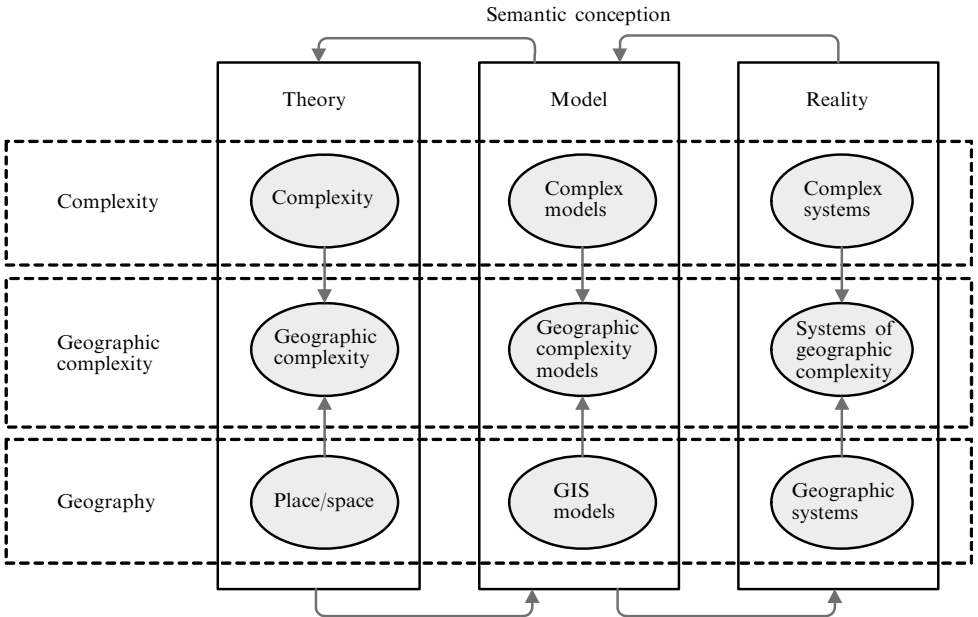 Semantic conception
Theory
Model
Reality
Complexity
Complexity
Complex
models
Complex
systems
Geographic
complexity
Geographic
complexity
Geographic
complexity
models
Systems of
geographic
complexity
Geography
Place/space
GIS
models
Geographic
systems